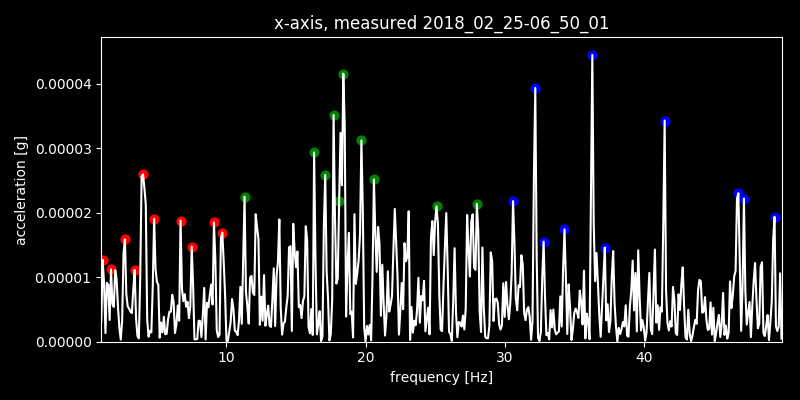 x-axis, measured 2018_02_25-06_50_01
acceleration [g]
0.00004
0.00003
0.00002
0.00001
0.00000
10 20 30 40
frequency [Hz]